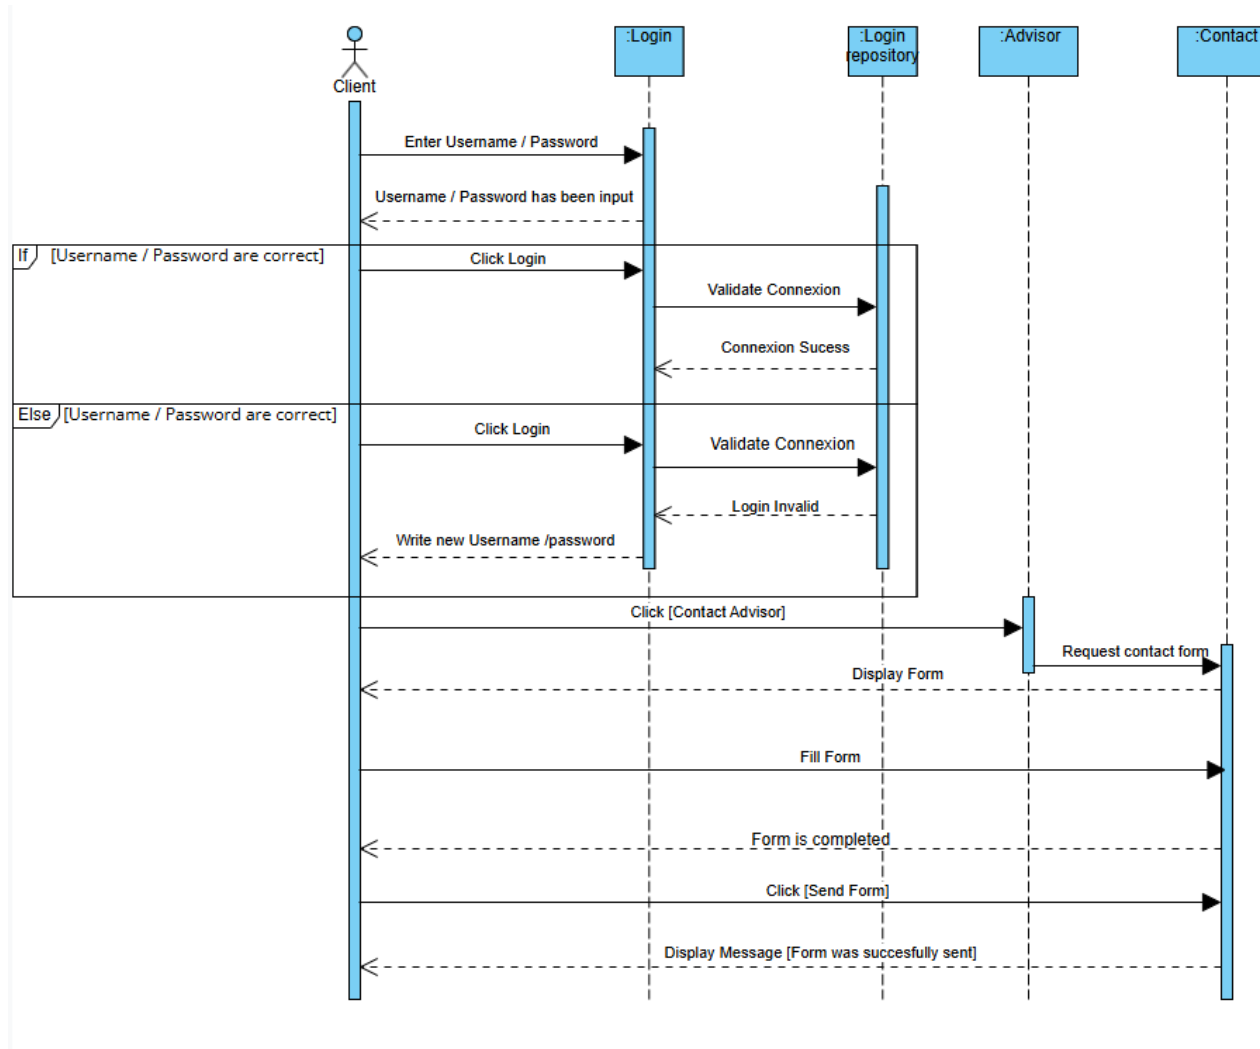 :Login
:Login
repository
:Advisor
:Contact
Client
Enter Username / Password
Username / Password has been input
If [Username / Password are correct]
Click Login
Validate Connexion
Connexion Sucess
Else [Username / Password are correct]
Click Login
Validate Connexion
Login Invalid
Write new Username /password
Click [Contact Advisor]
Request contact form
Display Form
Fill Form
Form is completed
Click [Send Form]
Display Message [Form was succesfully sent]